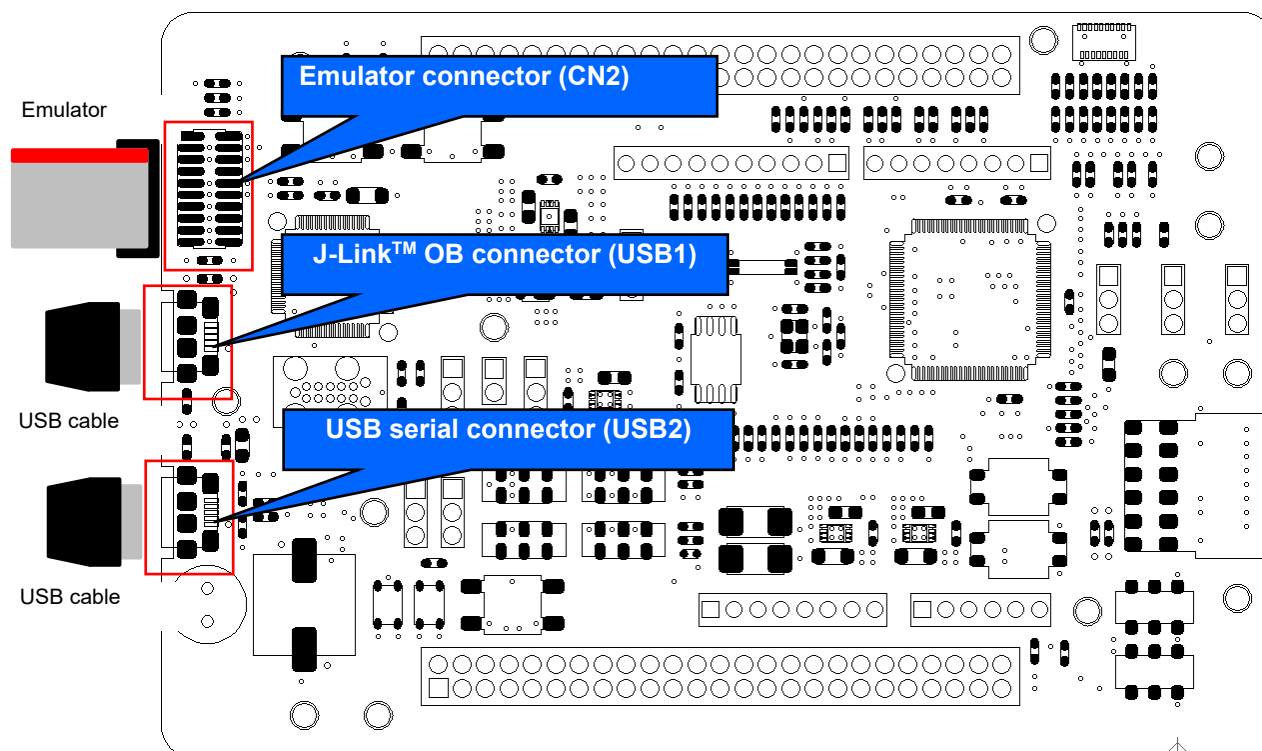 Emulator connector (CN2)
Emulator
J-Link™ OB connector (USB1)
USB cable
USB serial connector (USB2)
USB cable